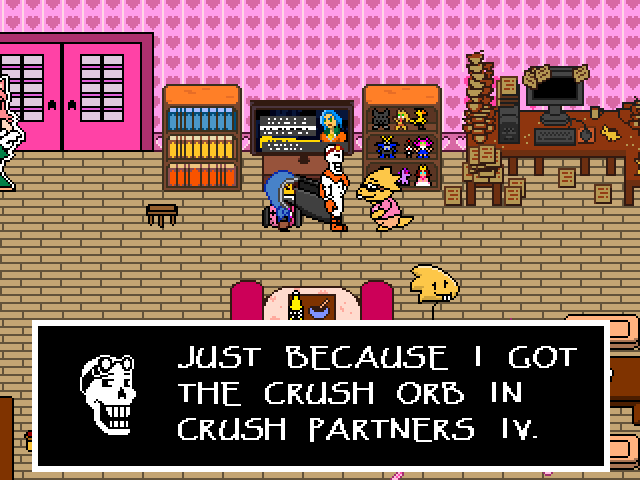 JUST BECAUSE I GOT
THE CRUSH ORB IN
CRUSH PARTNERS IV.